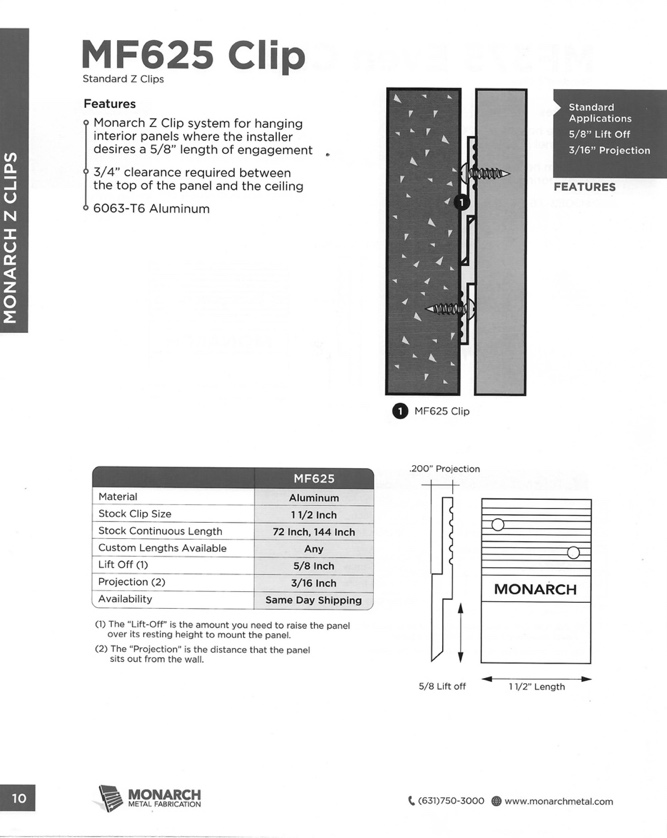 MONARCH Z CLIPS
MF625 Clip
Standard Z Clips
Features
Monarch Z Clip system for hanging
interior panels where the installer
desires a 5/8” length of engagement
3/4” clearance required between
the top of the panel and the ceiling
6063-T6 Aluminum
Standard
Applications
5/8” Lift Off
3/16” Projection
FEATURES
1
1 MF625 Clip
MF625
Material Aluminum
Stock Clip Size 1 1/2 Inch
Stock Continuous Length 72 Inch, 144 Inch
Custom Lengths Available Any
Lift Off (1) 5/8 Inch
Projection (2) 3/16 Inch
Availability Same Day Shipping
(1) The “Lift-Off” is the amount you need to raise the panel
over its resting height to mount the panel.
(2) The “Projection” is the distance that the panel
sits out from the wall.
.200” Projection
MONARCH
5/8 Lift off
1 1/2” Length
10
MONARCH
METAL FABRICATION
(631)750-3000 www.monarchmetal.com